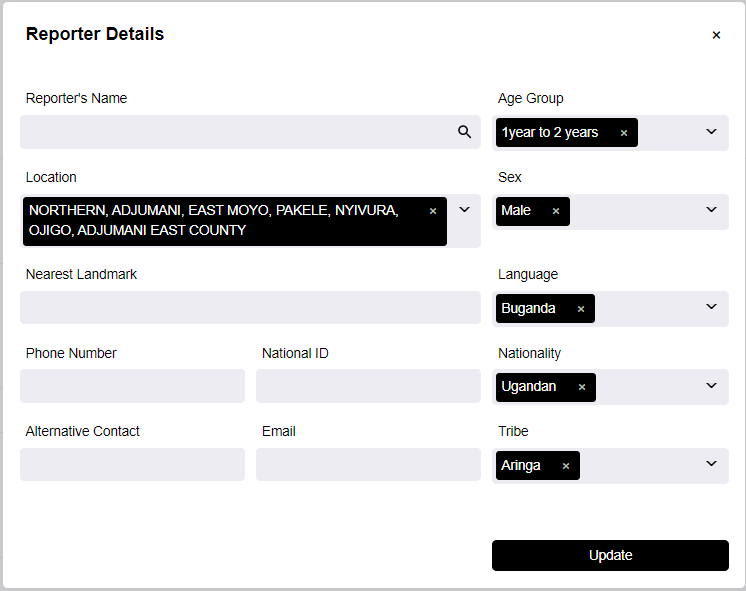 Reporter Details
×
Reporter's Name
Age Group
1year to 2 years ×
Location
NORTHERN, ADJUMANI, EAST MOYO, PAKELE, NYIVURA, ×
OJIGO, ADJUMANI EAST COUNTY
Sex
Male ×
Nearest Landmark
Language
Buganda ×
Phone Number
National ID
Nationality
Ugandan ×
Alternative Contact
Email
Tribe
Aringa ×
Update